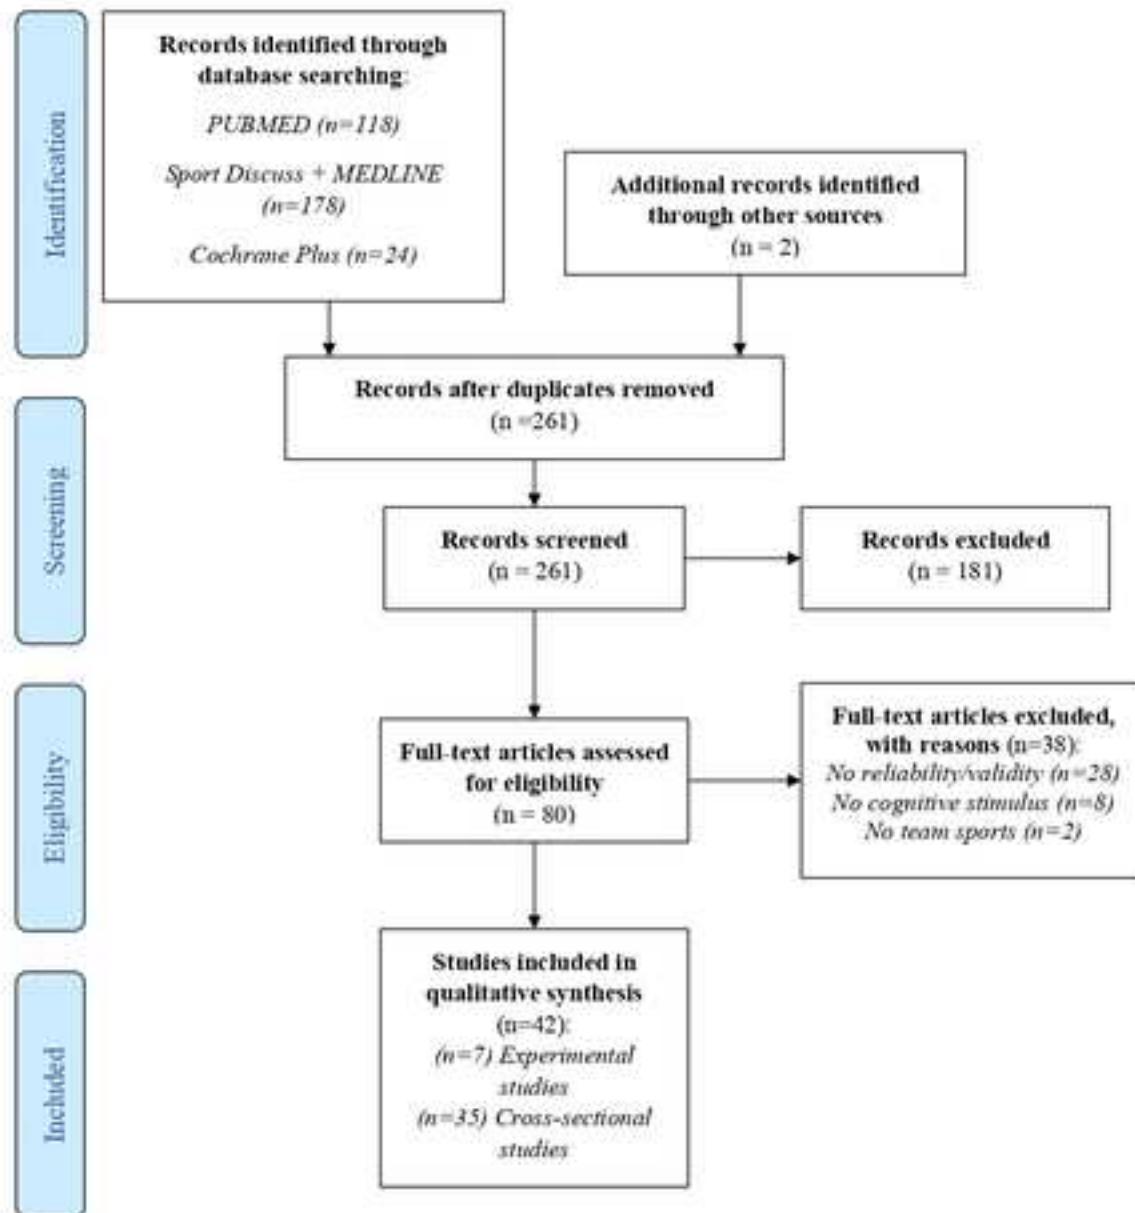 Identification
Records identified through
database searching:
PUBMED (n=118)
Sport Discuss + MEDLINE
(n=178)
Cochrane Plus (n=24)
Additional records identified
through other sources
(n = 2)
Records after duplicates removed
(n =261)
Screening
Records screened
(n = 261)
Records excluded
(n = 181)
Eligibility
Full-text articles assessed
for eligibility
(n = 80)
Full-text articles excluded,
with reasons (n=38):
No reliability/validity (n=28)
No cognitive stimulus (n=8)
No team sports (n=2)
Included
Studies included in
qualitative synthesis
(n=42):
(n=7) Experimental
studies
(n=35) Cross-sectional
studies